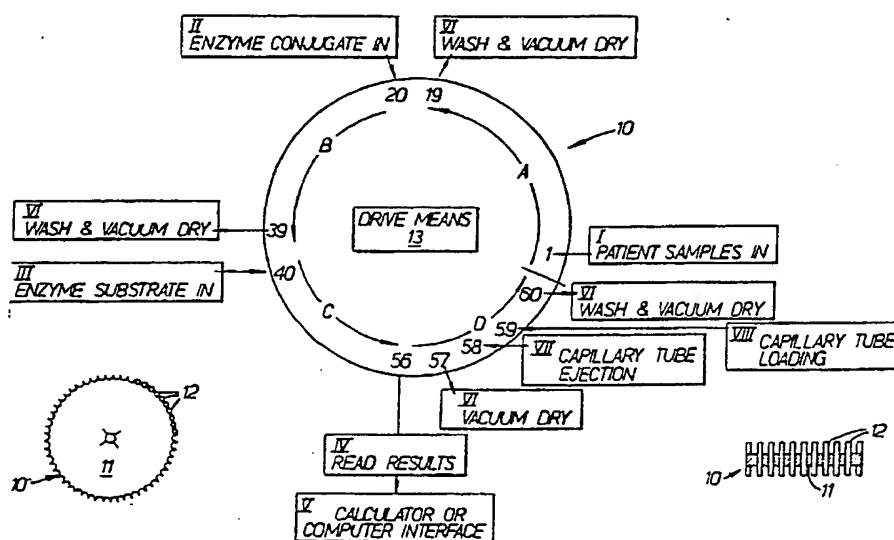 II
ENZYME CONJUGATE IN
VI
WASH & VACUUM DRY
20 19
10
B
A
VI
WASH & VACUUM DRY
39
DRIVE MEANS
13
1
I
PATIENT SAMPLES IN
III
ENZYME SUBSTRATE IN
40
60
VI
WASH & VACUUM DRY
C
D
59
58
VIII CAPILLARY TUBE
LOADING
56 57
VII CAPILLARY TUBE
EJECTION
VI
VACUUM DRY
12
11
10
IV
READ RESULTS
V CALCULATOR OR
COMPUTER INTERFACE
12
10
11